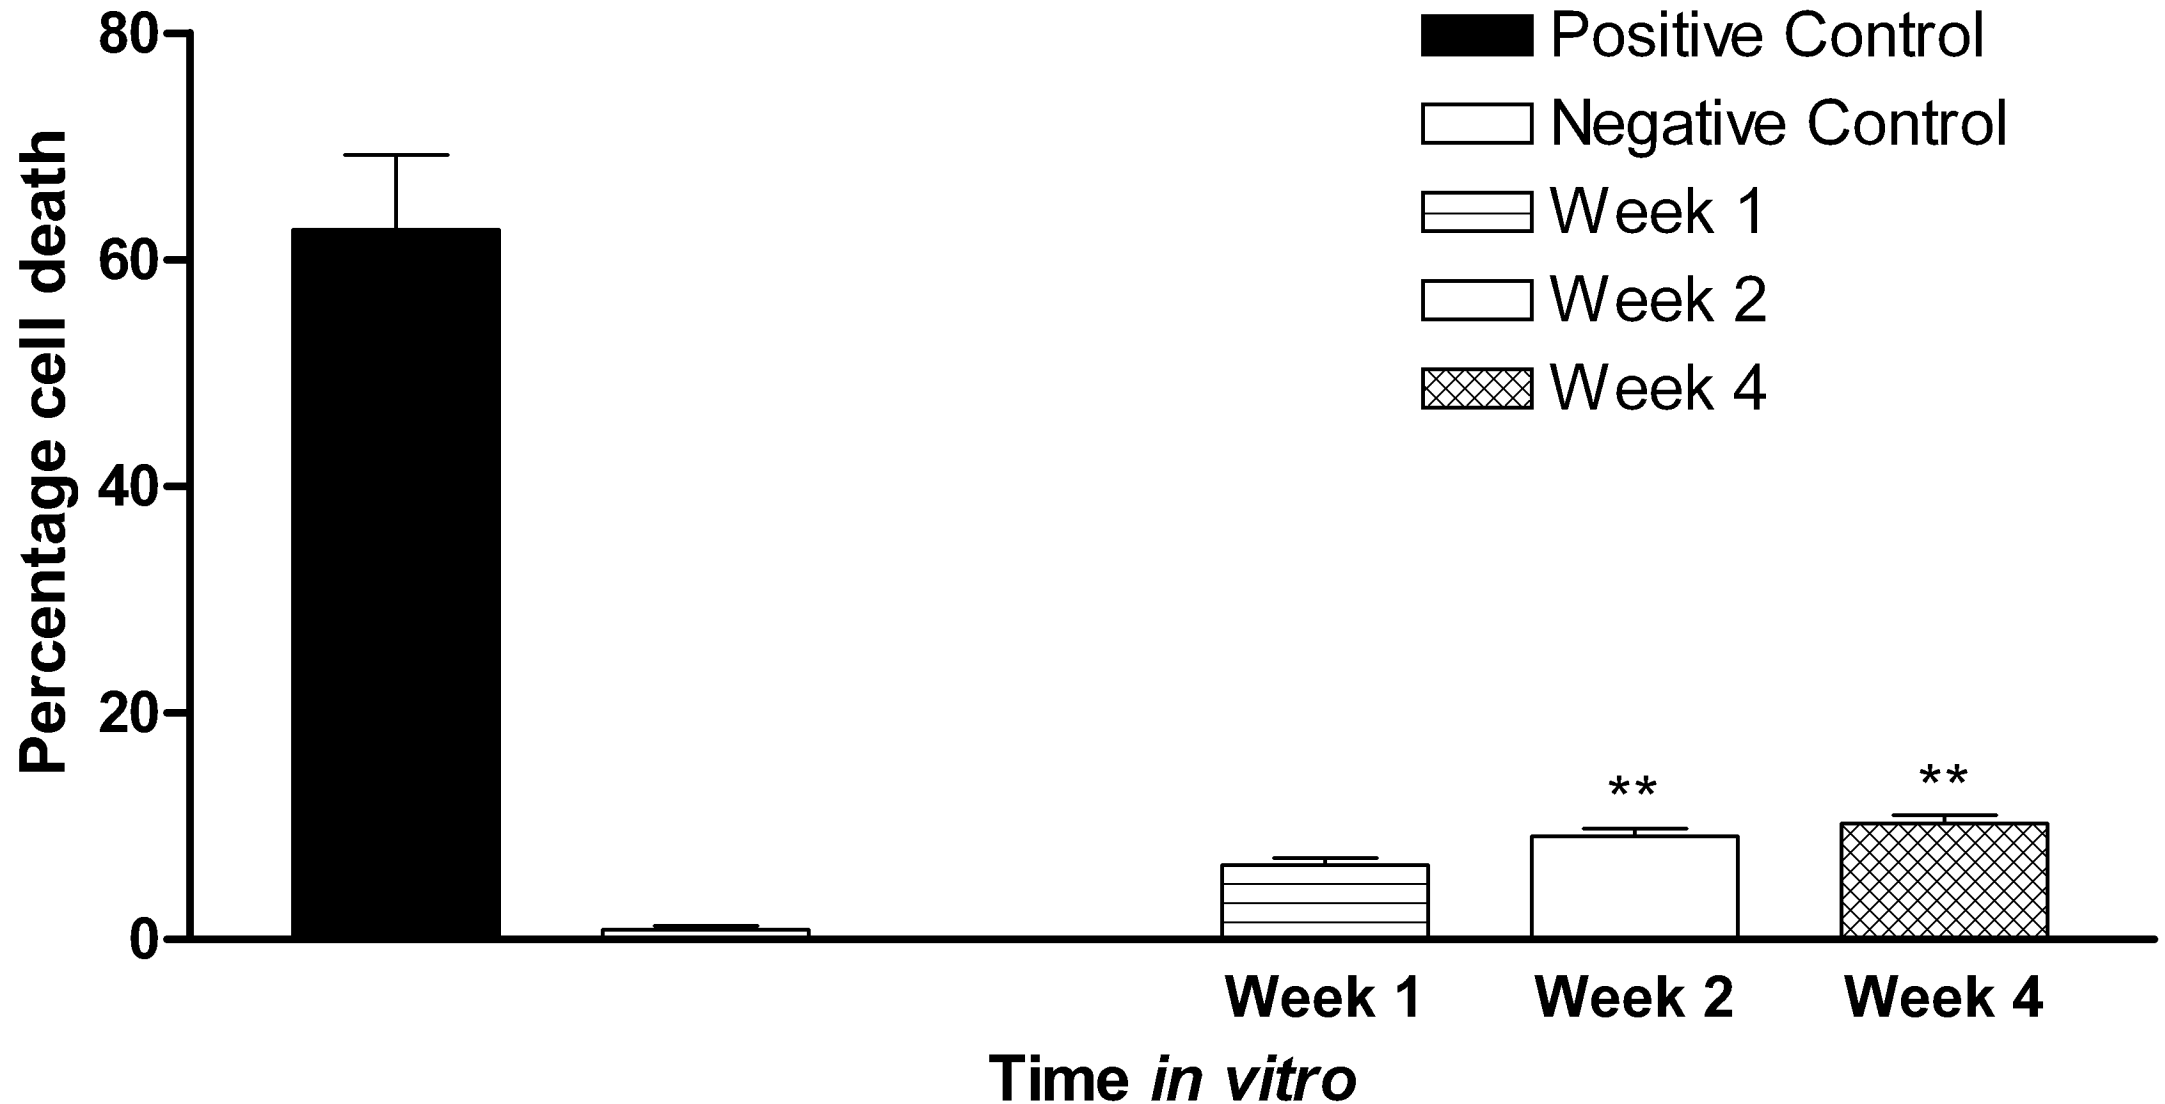 Percentage cell death
80
60
40
20
0
Positive Control
Negative Control
Week 1
Week 2
Week 4
**
**
Week 1
Week 2
Week 4
Time in vitro